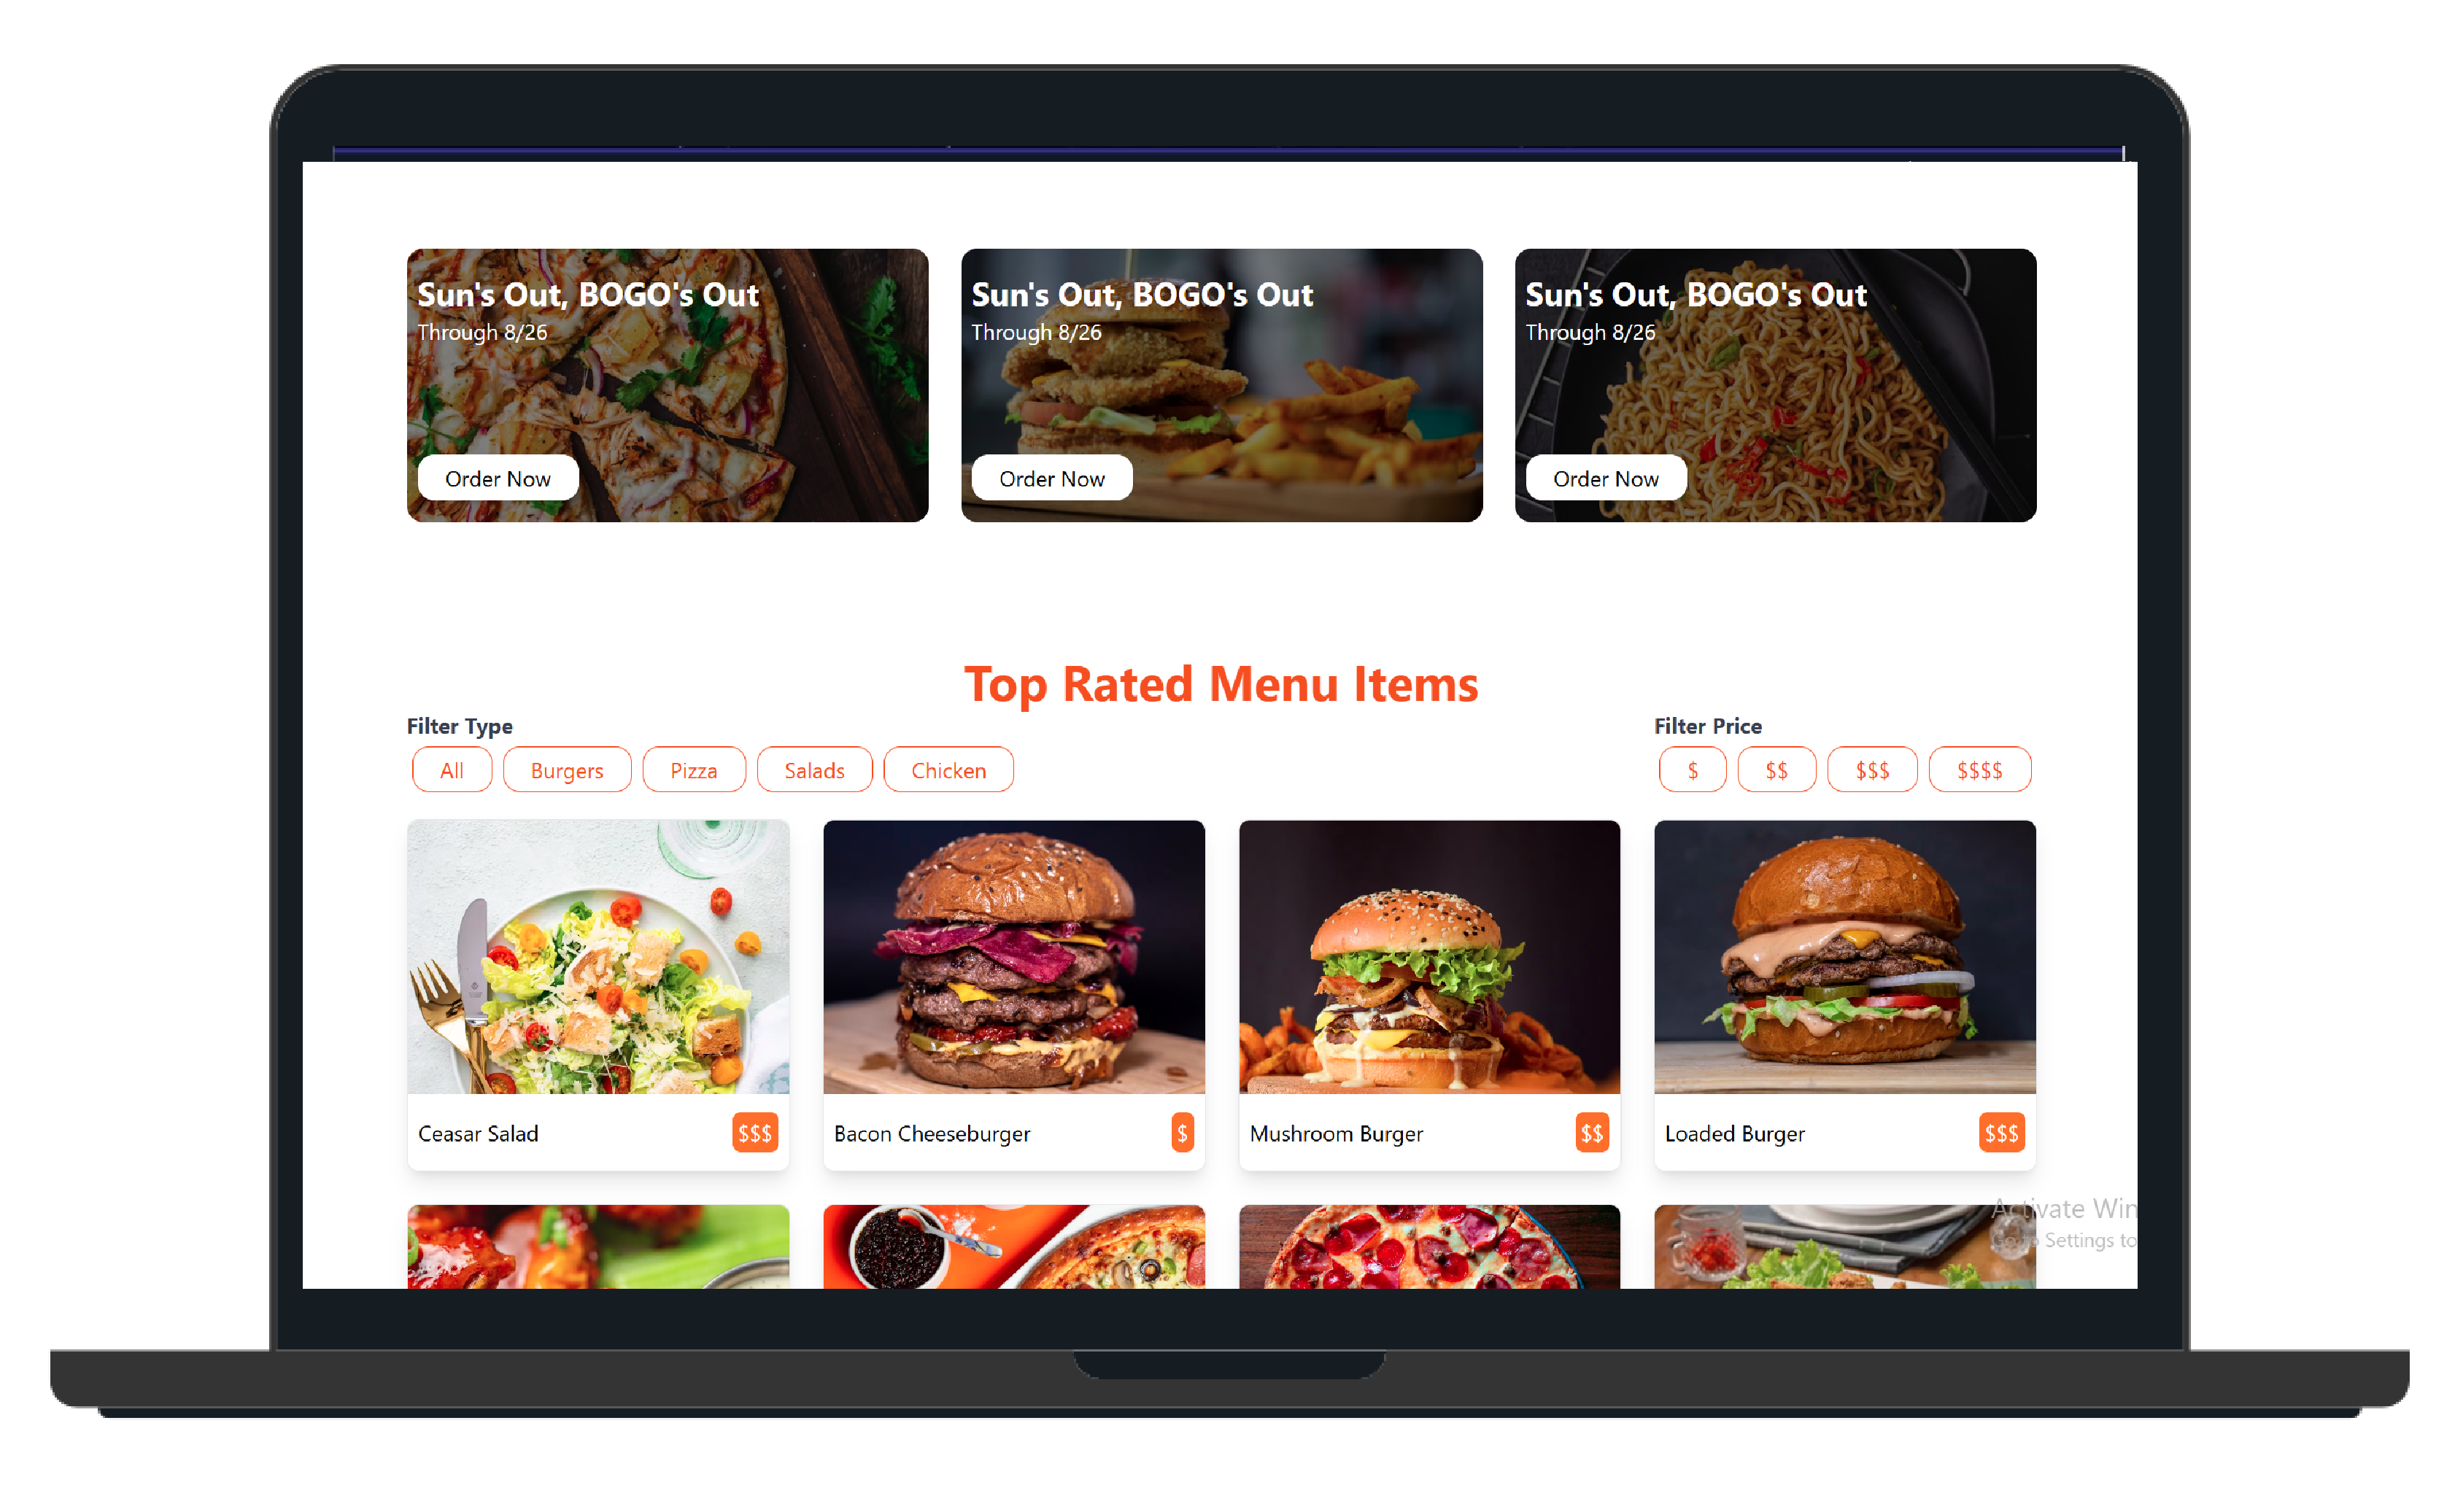 Sun's Out, BOGO's Out
Through 8/26
Order Now
Sun's Out, BOGO's Out
Through 8/26
Order Now
Sun's Out, BOGO's Out
Through 8/26
Order Now
Top Rated Menu Items
Filter Type
All
Burgers
Pizza
Salads
Chicken
Filter Price
$
$$
$$$
$$$$
Ceasar Salad
$$$
Bacon Cheeseburger
$
Mushroom Burger
$$
Loaded Burger
$$$
Activate Win
Settings to